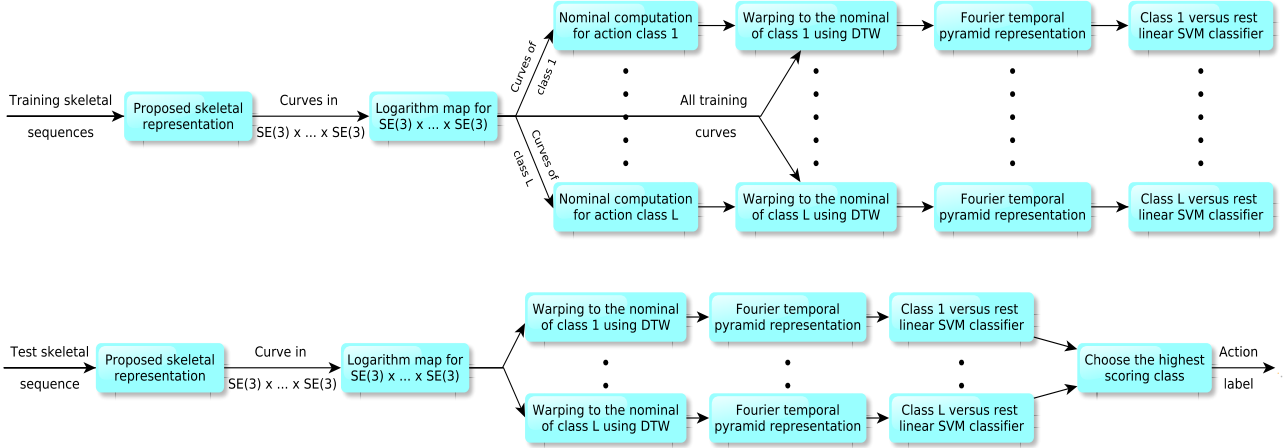 Training skeletal
sequences
Proposed skeletal
representation
Curves in
SE(3) x ... x SE(3)
Logarithm map for
SE(3) x ... x SE(3)
Curves of
class 1
Curves of
class L
Nominal computation
for action class 1
Warping to the nominal
of class 1 using DTW
Fourier temporal
pyramid representation
Class 1 versus rest
linear SVM classifier
All training
curves
Nominal computation
for action class L
Warping to the nominal
of class L using DTW
Fourier temporal
pyramid representation
Class L versus rest
linear SVM classifier
Test skeletal
sequence
Proposed skeletal
representation
Curve in
SE(3) x ... x SE(3)
Logarithm map for
SE(3) x ... x SE(3)
Warping to the nominal
of class 1 using DTW
Fourier temporal
pyramid representation
Class 1 versus rest
linear SVM classifier
Warping to the nominal
of class L using DTW
Fourier temporal
pyramid representation
Class L versus rest
linear SVM classifier
Choose the highest
scoring class
Action
label